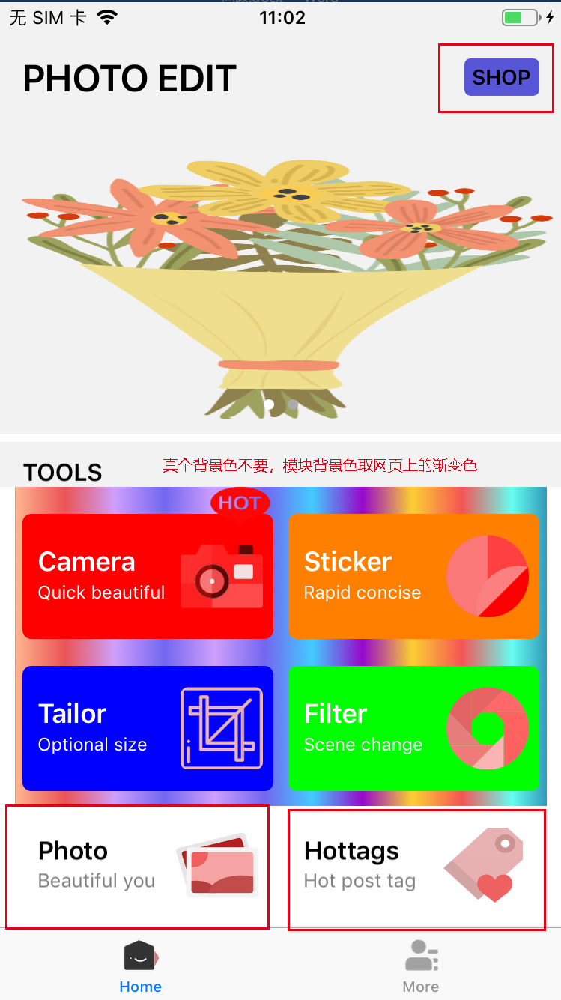 无 SIM 卡 11:02
PHOTO EDIT
SHOP
TOOLS
真个背景色不要，模块背景色取网页上的渐变色
HOT
Camera
Quick beautiful
Sticker
Rapid concise
Tailor
Optional size
Filter
Scene change
Photo
Beautiful you
Hottags
Hot post tag
Home
More